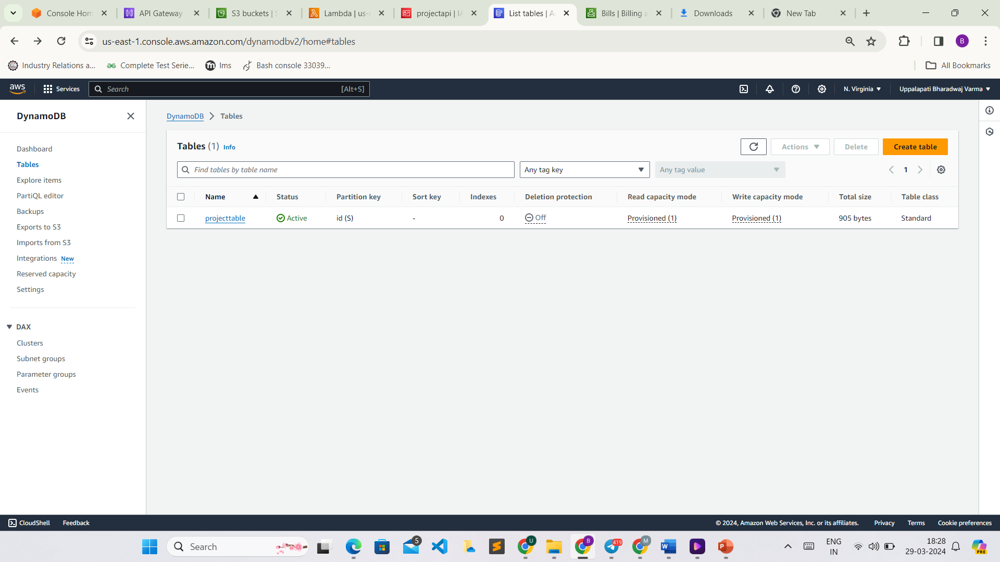 Console Hom
API Gateway
S3 buckets | S
Lambda | us-e
projectapi | IA
List tables | A
Bills | Billing a
Downloads
New Tab
us-east-1.console.aws.amazon.com/dynamodbv2/home#tables
B
Industry Relations a...
Complete Test Serie...
lms
Bash console 33039...
All Bookmarks
aws
Services
Search
[Alt+S]
N. Virginia
Uppalapati Bharadwaj Varma
DynamoDB
Dashboard
Tables
Explore items
PartiQL editor
Backups
Exports to S3
Imports from S3
Integrations New
Reserved capacity
Settings
DAX
Clusters
Subnet groups
Parameter groups
Events
DynamoDB
Tables
Tables (1) Info
Actions
Delete
Create table
Find tables by table name
Any tag key
Any tag value
1
Name Status Partition key Sort key Indexes Deletion protection Read capacity mode Write capacity mode Total size Table class
projecttable Active id (S) - 0 Off Provisioned (1) Provisioned (1) 905 bytes Standard
CloudShell
Feedback
© 2024, Amazon Web Services, Inc. or its affiliates.
Privacy
Terms
Cookie preferences
Search
5
U
B
419
M
W
P
ENG
IN
18:28
29-03-2024
PRE